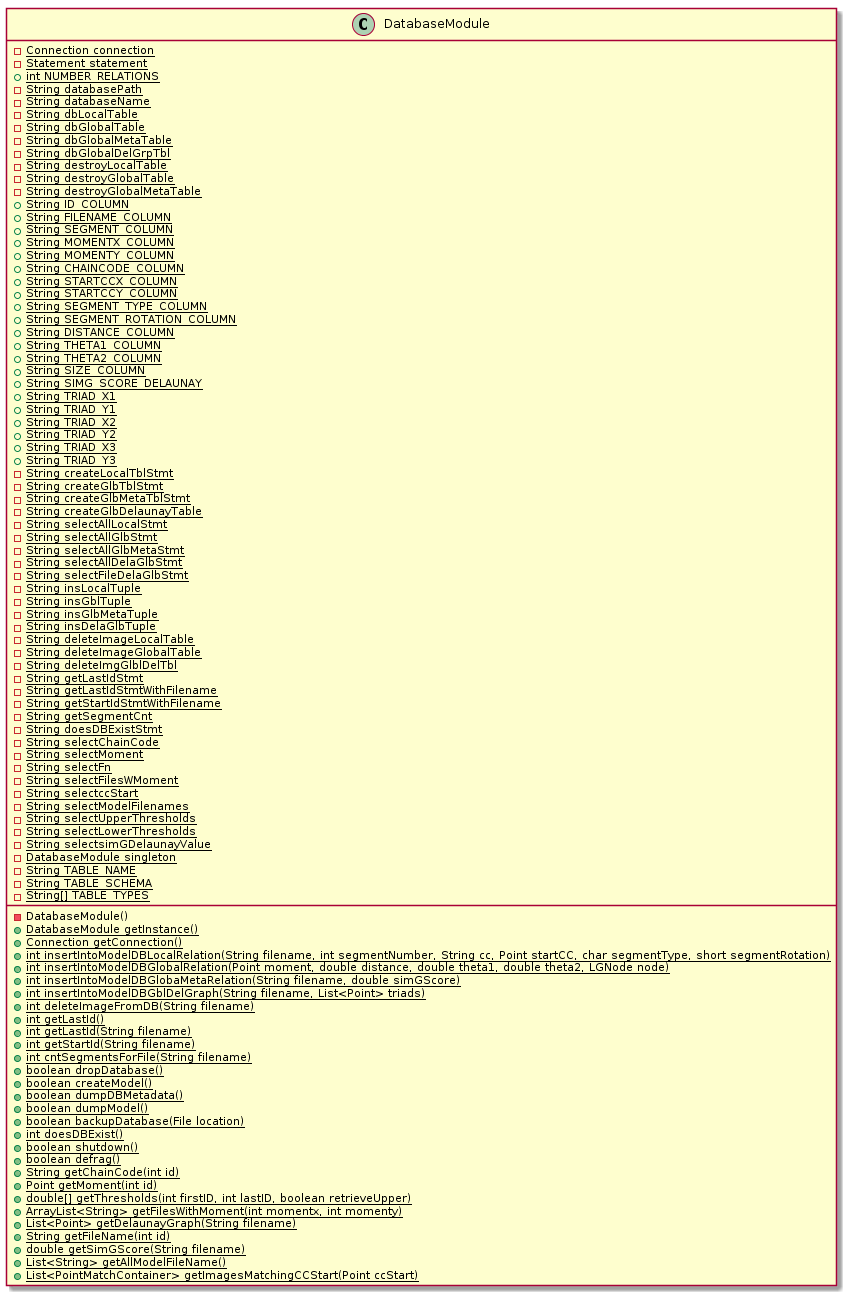 C DatabaseModule
Connection connection
Statement statement
int NUMBER_RELATIONS
String databasePath
String databaseName
String dbLocalTable
String dbGlobalTable
String dbGlobalMetaTable
String dbGlobalDelGrpTbl
String destroyLocalTable
String destroyGlobalTable
String destroyGlobalMetaTable
String ID_COLUMN
String FILENAME_COLUMN
String SEGMENT_COLUMN
String MOMENTX_COLUMN
String MOMENTY_COLUMN
String CHAINCODE_COLUMN
String STARTCCX_COLUMN
String STARTCCY_COLUMN
String SEGMENT_TYPE_COLUMN
String SEGMENT_ROTATION_COLUMN
String DISTANCE_COLUMN
String THETA1_COLUMN
String THETA2_COLUMN
String SIZE_COLUMN
String SIMG_SCORE_DELAUNAY
String TRIAD_X1
String TRIAD_Y1
String TRIAD_X2
String TRIAD_Y2
String TRIAD_X3
String TRIAD_Y3
String createLocalTblStmt
String createGlbTblStmt
String createGlbMetaTblStmt
String createGlbDelaunayTable
String selectAllLocalStmt
String selectAllGlbStmt
String selectAllGlbMetaStmt
String selectAllDelaGlbStmt
String selectFileDelaGlbStmt
String insLocalTuple
String insGblTuple
String insGlbMetaTuple
String insDelaGlbTuple
String deleteImageLocalTable
String deleteImageGlobalTable
String deleteImgGlblDelTbl
String getLastIdStmt
String getLastIdStmtWithFilename
String getStartIdStmtWithFilename
String getSegmentCnt
String doesDBExistStmt
String selectChainCode
String selectMoment
String selectFn
String selectFilesWMoment
String selectccStart
String selectModelFilenames
String selectUpperThresholds
String selectLowerThresholds
String selectsimGDelaunayValue
DatabaseModule singleton
String TABLE_NAME
String TABLE_SCHEMA
String[] TABLE_TYPES
DatabaseModule()
DatabaseModule getInstance()
Connection getConnection()
int insertIntoModelDBLocalRelation(String filename, int segmentNumber, String cc, Point startCC, char segmentType, short segmentRotation)
int insertIntoModelDBGlobalRelation(Point moment, double distance, double theta1, double theta2, LGNode node)
int insertIntoModelDBGlobaMetaRelation(String filename, double simGScore)
int insertIntoModelDBGblDelGraph(String filename, List<Point> triads)
int deleteImageFromDB(String filename)
int getLastId()
int getLastId(String filename)
int getStartId(String filename)
int cntSegmentsForFile(String filename)
boolean dropDatabase()
boolean createModel()
boolean dumpDBMetadata()
boolean dumpModel()
boolean backupDatabase(File location)
int doesDBExist()
boolean shutdown()
boolean defrag()
String getChainCode(int id)
Point getMoment(int id)
double[] getThresholds(int firstID, int lastID, boolean retrieveUpper)
ArrayList<String> getFilesWithMoment(int momentx, int momenty)
List<Point> getDelaunayGraph(String filename)
String getFileName(int id)
double getSimGScore(String filename)
List<String> getAllModelFileName()
List<PointMatchContainer> getImagesMatchingCCStart(Point ccStart)